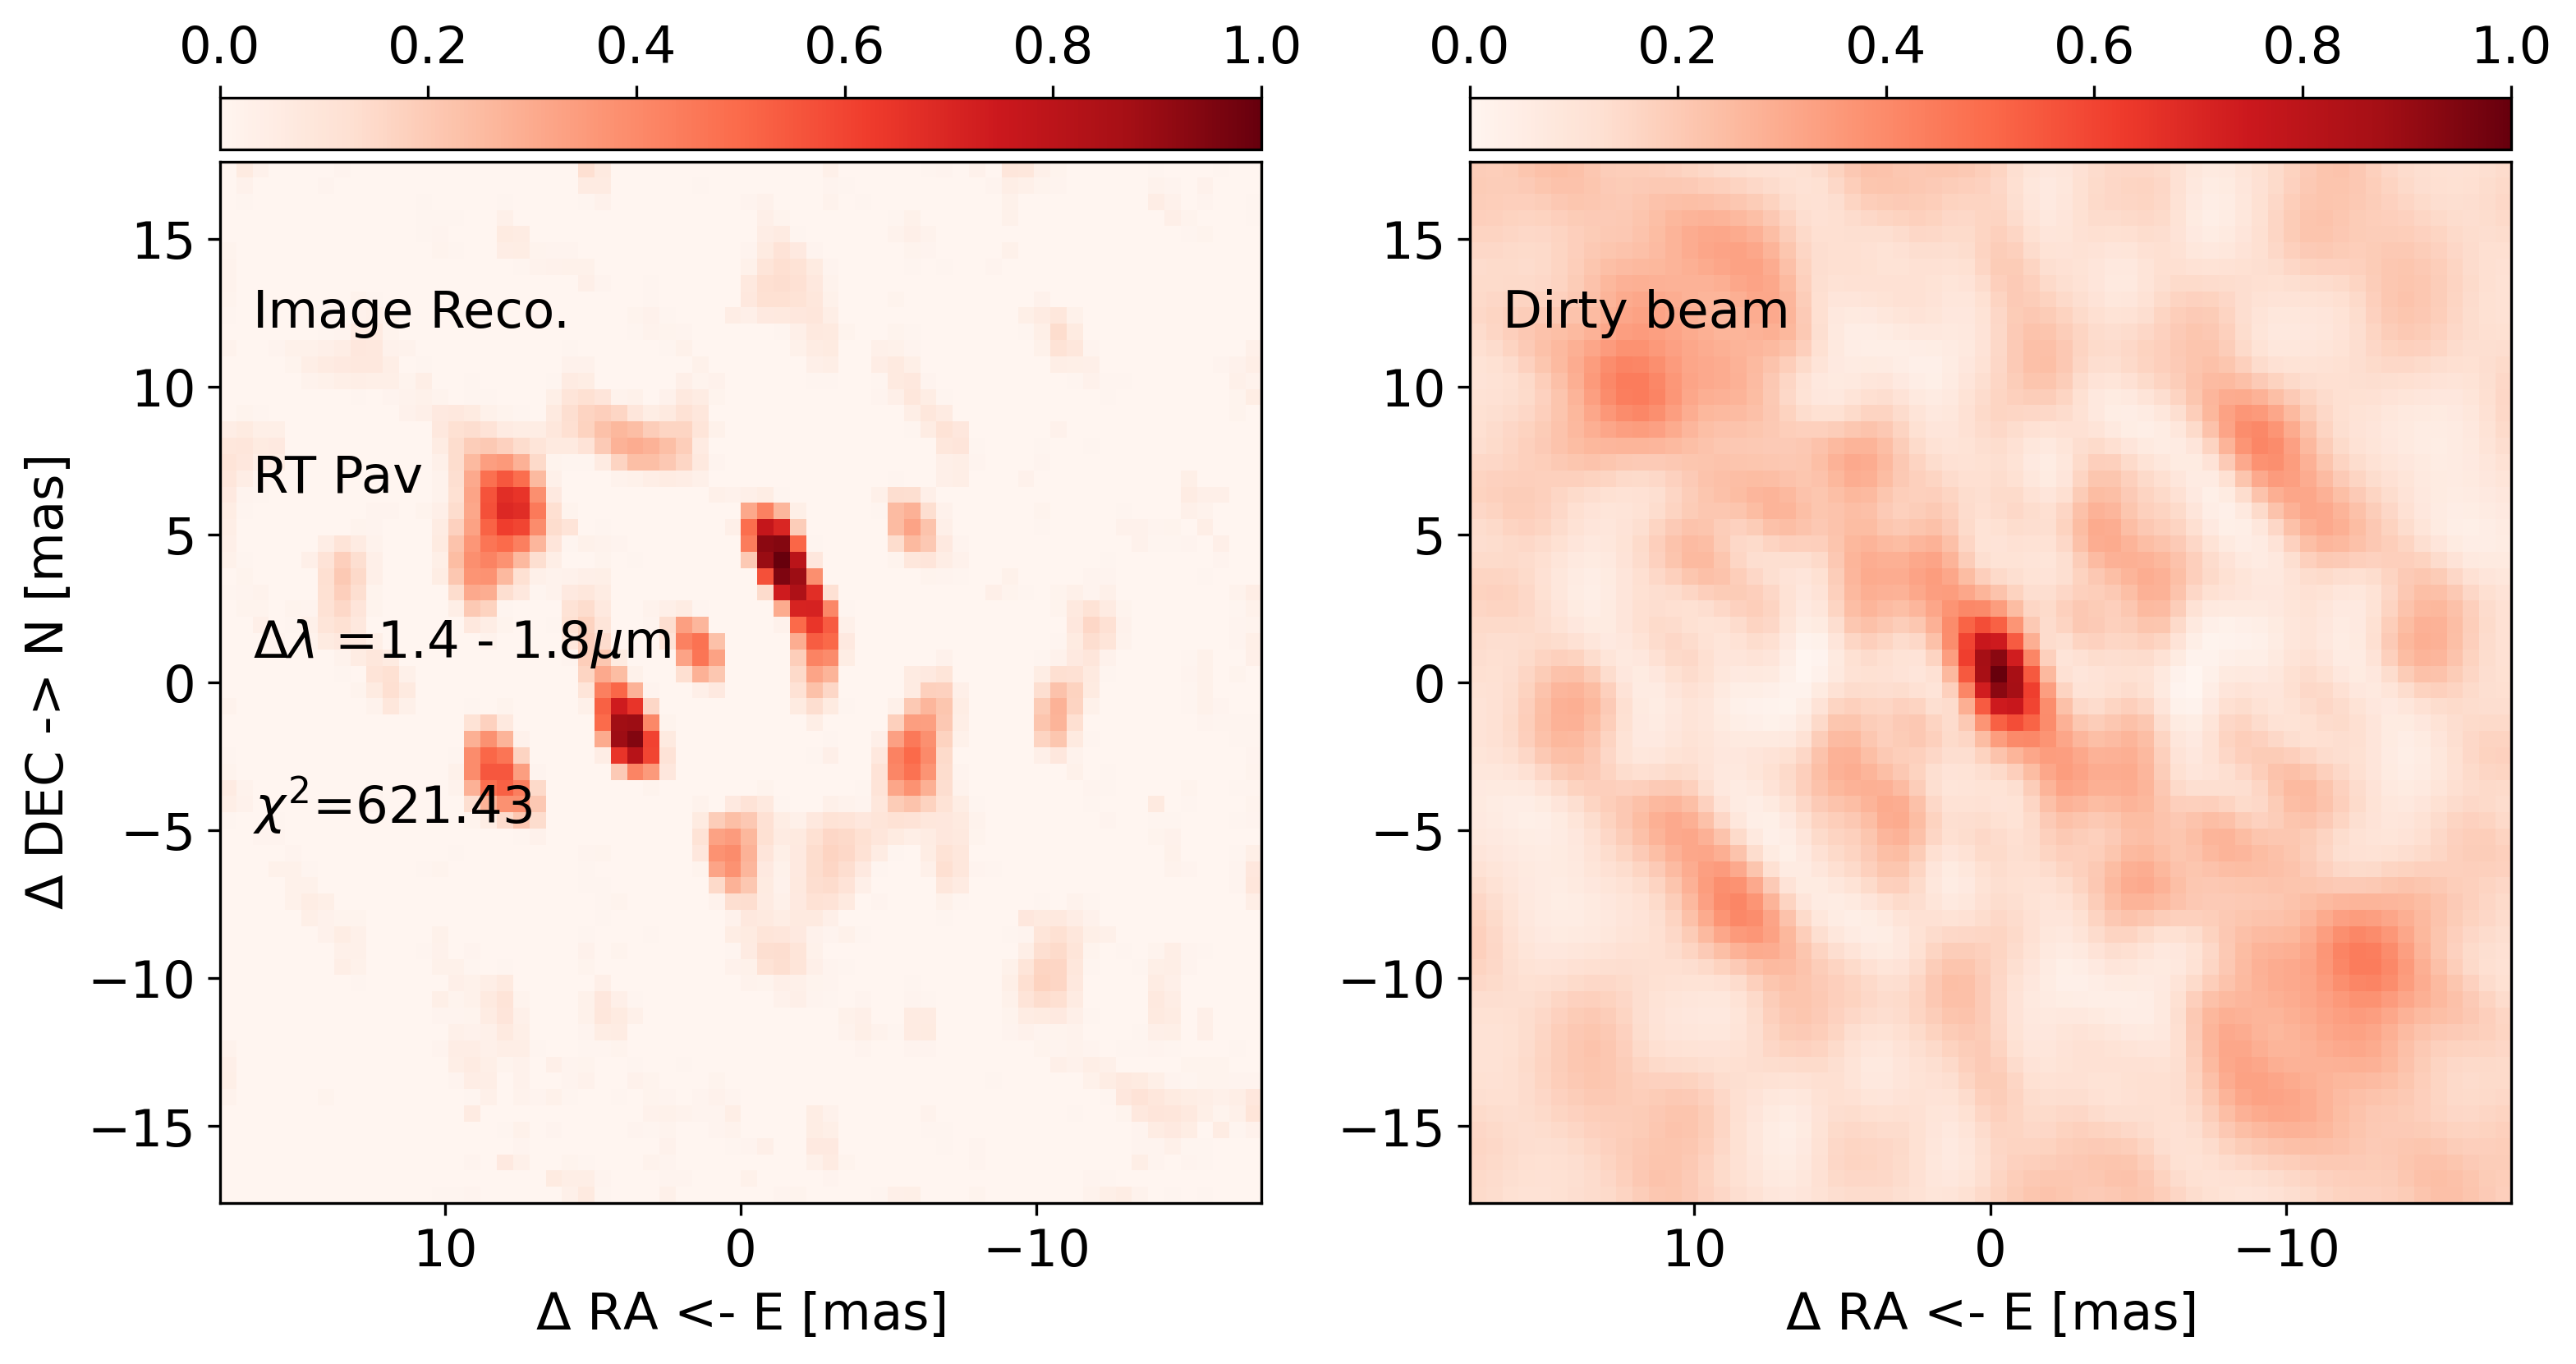 0.0 0.2 0.4 0.6 0.8 1.0
0.0 0.2 0.4 0.6 0.8 1.0
Image Reco.
RT Pav
Δλ =1.4 - 1.8μm
χ²=621.43
15
10
5
0
−5
−10
−15
Δ DEC -> N [mas]
10 0 −10
Δ RA <- E [mas]
Dirty beam
15
10
5
0
−5
−10
−15
10 0 −10
Δ RA <- E [mas]